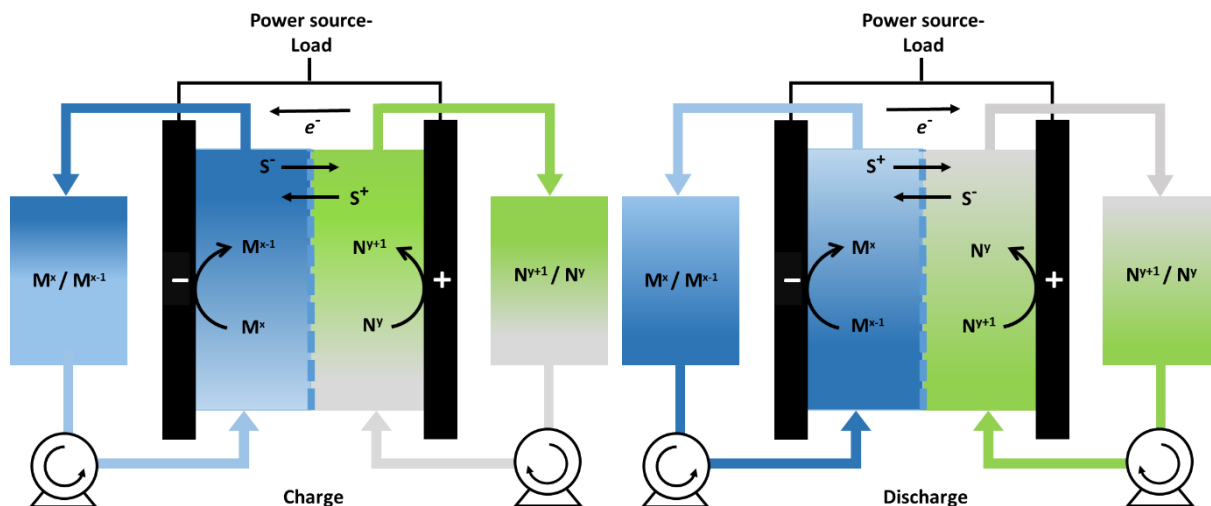 Power source-
Load
e⁻
S⁻
S⁺
Mˣ / Mˣ⁻¹
Mˣ⁻¹
Nʸ⁺¹
Nʸ⁺¹ / Nʸ
−
+
Mˣ
Nʸ
Charge
Power source-
Load
e⁻
S⁺
S⁻
Mˣ / Mˣ⁻¹
Mˣ
Nʸ
Nʸ⁺¹ / Nʸ
−
+
Mˣ⁻¹
Nʸ⁺¹
Discharge